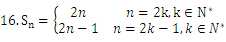 16. Sₙ = { 2n n = 2k, k ∈ N*
2n − 1 n = 2k − 1, k ∈ N*